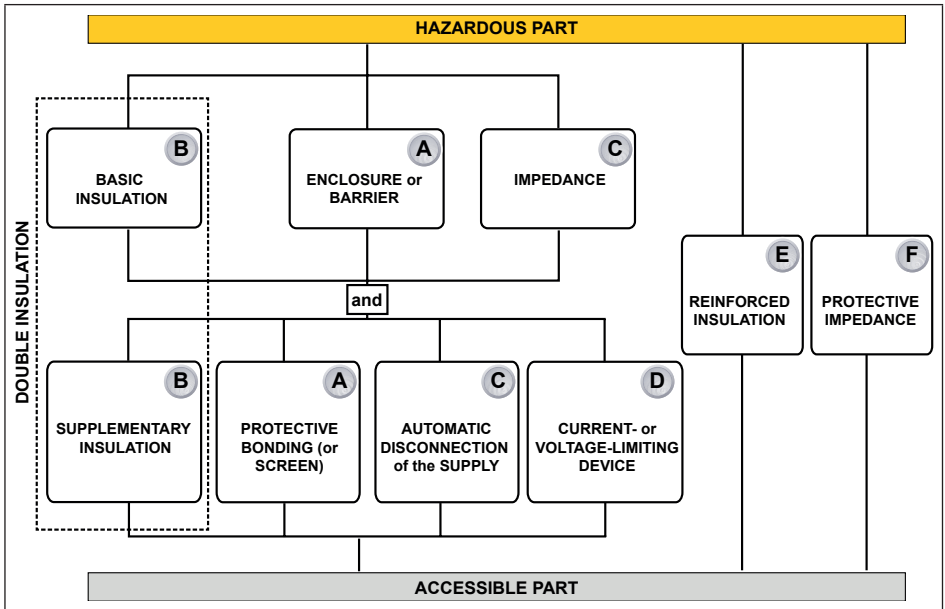 HAZARDOUS PART
DOUBLE INSULATION
B
BASIC
INSULATION
A
ENCLOSURE or
BARRIER
C
IMPEDANCE
E
REINFORCED
INSULATION
F
PROTECTIVE
IMPEDANCE
and
B
SUPPLEMENTARY
INSULATION
A
PROTECTIVE
BONDING (or
SCREEN)
C
AUTOMATIC
DISCONNECTION
of the SUPPLY
D
CURRENT- or
VOLTAGE-LIMITING
DEVICE
ACCESSIBLE PART